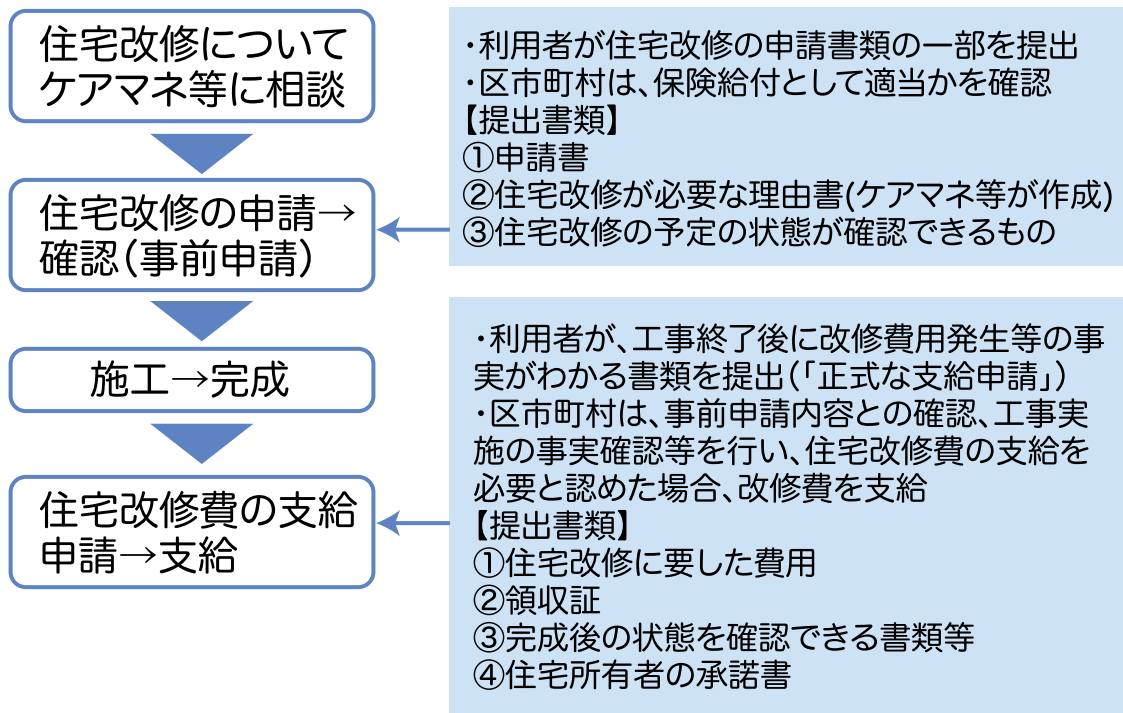 住宅改修について
ケアマネ等に相談
住宅改修の申請→
確認（事前申請）
施工→完成
住宅改修費の支給
申請→支給
・利用者が住宅改修の申請書類の一部を提出
・区市町村は、保険給付として適当かを確認
【提出書類】
①申請書
②住宅改修が必要な理由書(ケアマネ等が作成)
③住宅改修の予定の状態が確認できるもの
・利用者が、工事終了後に改修費用発生等の事
実がわかる書類を提出（「正式な支給申請」）
・区市町村は、事前申請内容との確認、工事実
施の事実確認等を行い、住宅改修費の支給を
必要と認めた場合、改修費を支給
【提出書類】
①住宅改修に要した費用
②領収証
③完成後の状態を確認できる書類等
④住宅所有者の承諾書